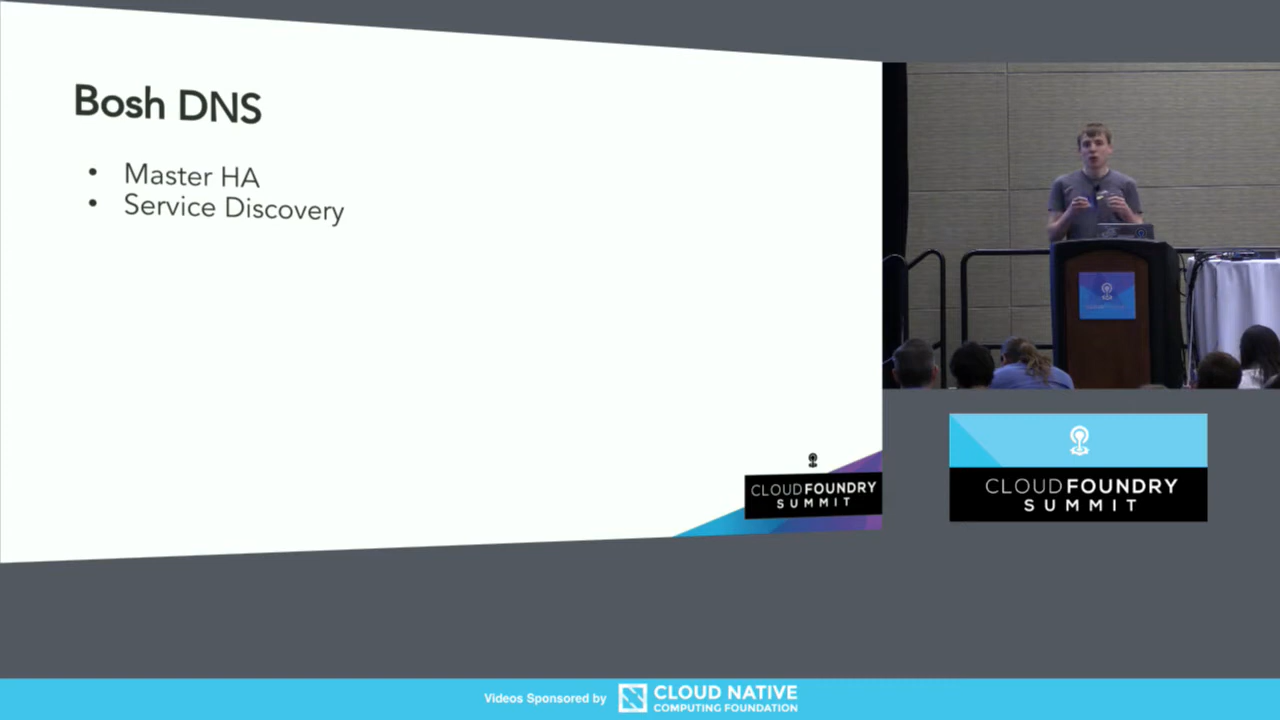 Bosh DNS
• Master HA
• Service Discovery
CLOUDFOUNDRY
SUMMIT
CLOUDFOUNDRY
SUMMIT
Videos Sponsored by
CLOUD NATIVE
COMPUTING FOUNDATION